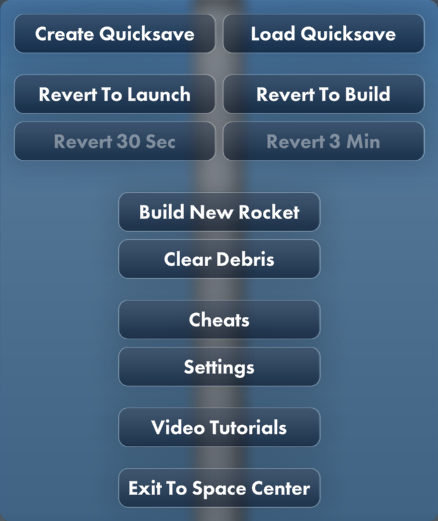 Create Quicksave
Load Quicksave
Revert To Launch
Revert To Build
Revert 30 Sec
Revert 3 Min
Build New Rocket
Clear Debris
Cheats
Settings
Video Tutorials
Exit To Space Center